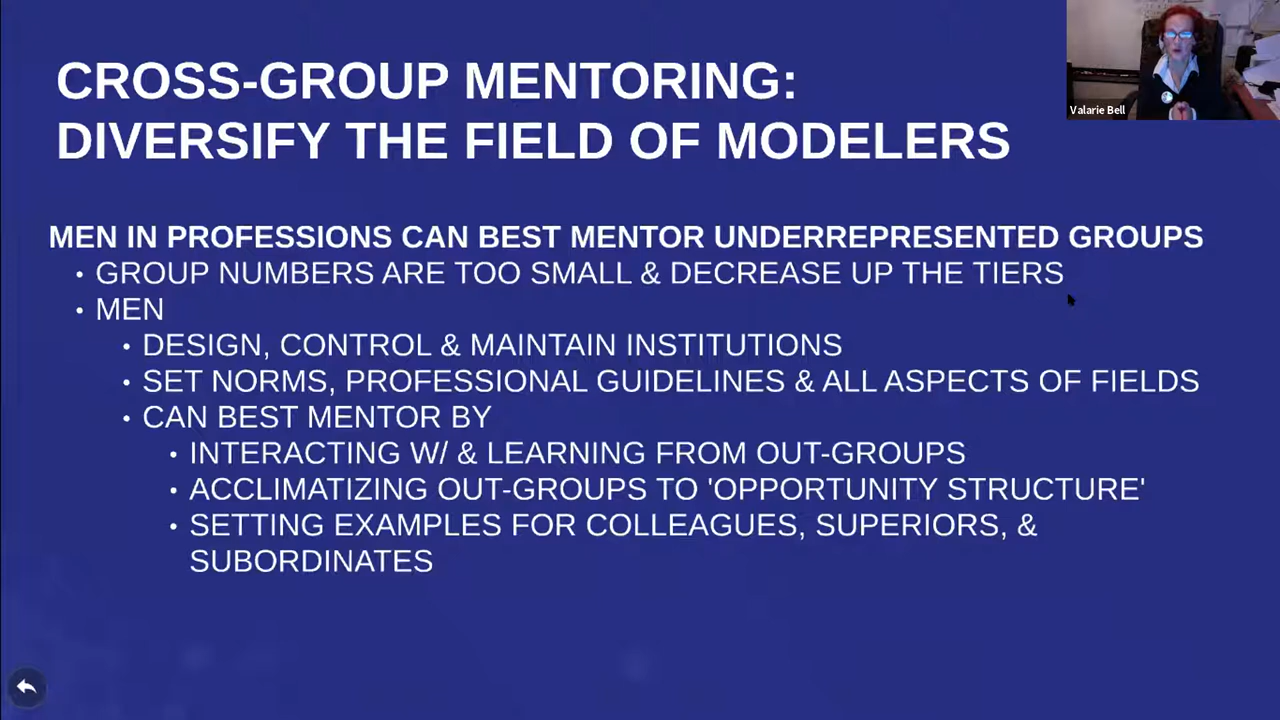 CROSS-GROUP MENTORING:
DIVERSIFY THE FIELD OF MODELERS
Valarie Bell
MEN IN PROFESSIONS CAN BEST MENTOR UNDERREPRESENTED GROUPS
• GROUP NUMBERS ARE TOO SMALL & DECREASE UP THE TIERS
• MEN
• DESIGN, CONTROL & MAINTAIN INSTITUTIONS
• SET NORMS, PROFESSIONAL GUIDELINES & ALL ASPECTS OF FIELDS
• CAN BEST MENTOR BY
• INTERACTING W/ & LEARNING FROM OUT-GROUPS
• ACCLIMATIZING OUT-GROUPS TO 'OPPORTUNITY STRUCTURE'
• SETTING EXAMPLES FOR COLLEAGUES, SUPERIORS, &
SUBORDINATES